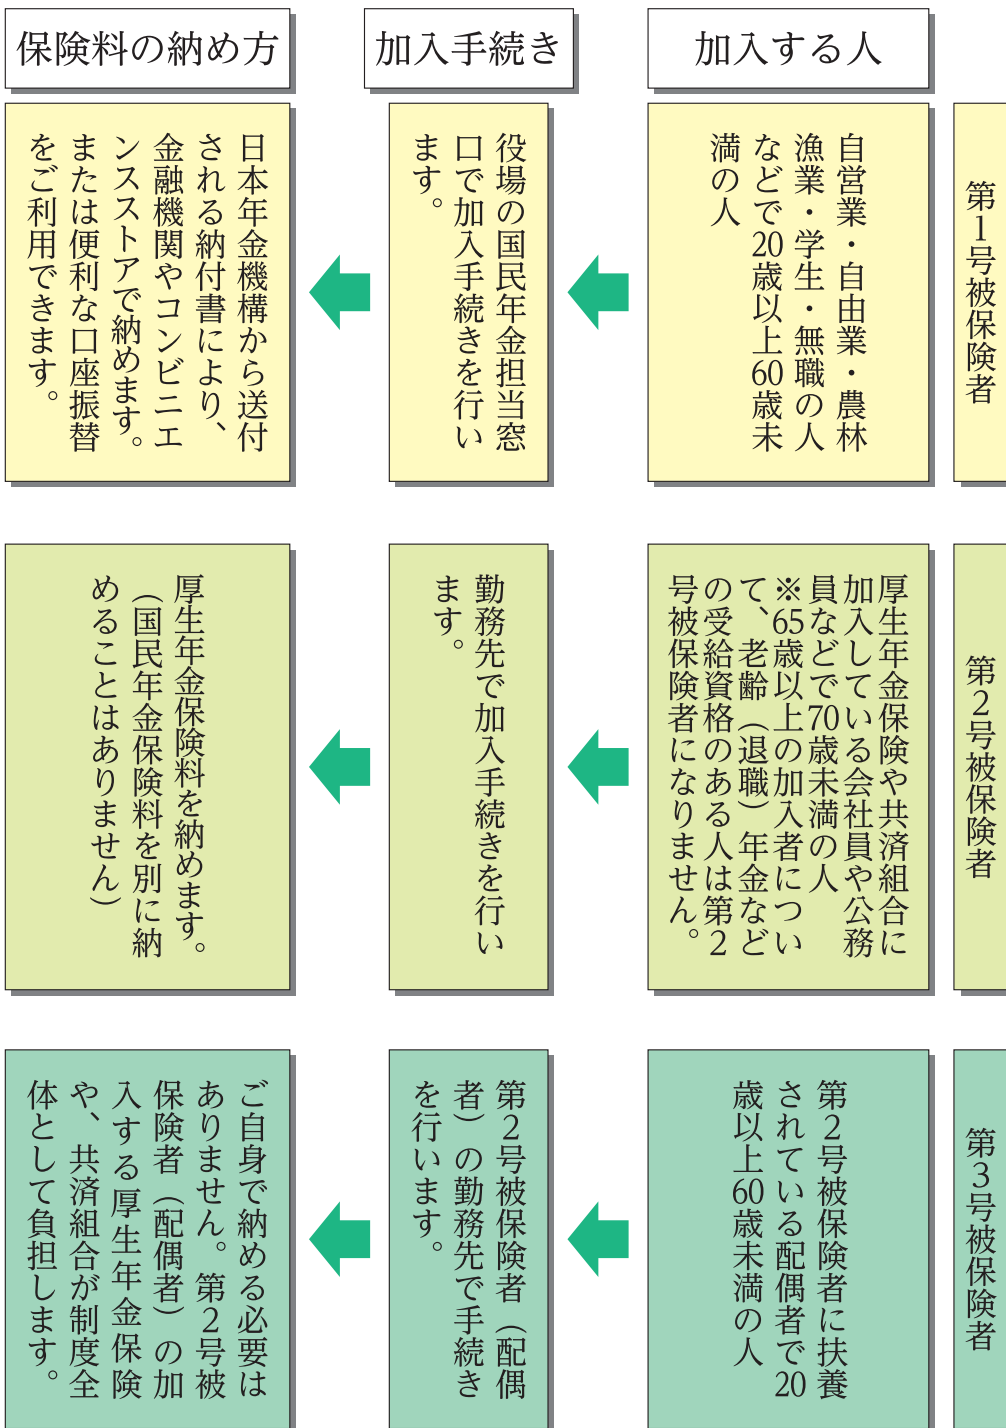 加入する人
加入手続き
保険料の納め方
第1号被保険者
自営業・自由業・農林
漁業・学生・無職の人
などで20歳以上60歳未
満の人
役場の国民年金担当窓
口で加入手続きを行い
ます。
日本年金機構から送付
される納付書により、
金融機関やコンビニエ
ンスストアで納めます。
または便利な口座振替
をご利用できます。
第2号被保険者
厚生年金保険や共済組合に
加入している会社員や公務
員などで70歳未満の人
※65歳以上の加入者につい
て、老齢（退職）年金など
の受給資格のある人は第2
号被保険者になりません。
勤務先で加入手続きを行い
ます。
厚生年金保険料を納めます。
（国民年金保険料を別に納
めることはありません）
第3号被保険者
第2号被保険者に扶養
されている配偶者で20
歳以上60歳未満の人
第2号被保険者（配偶
者）の勤務先で手続き
を行います。
ご自身で納める必要は
ありません。第2号被
保険者（配偶者）の加
入する厚生年金保険
や、共済組合が制度全
体として負担します。